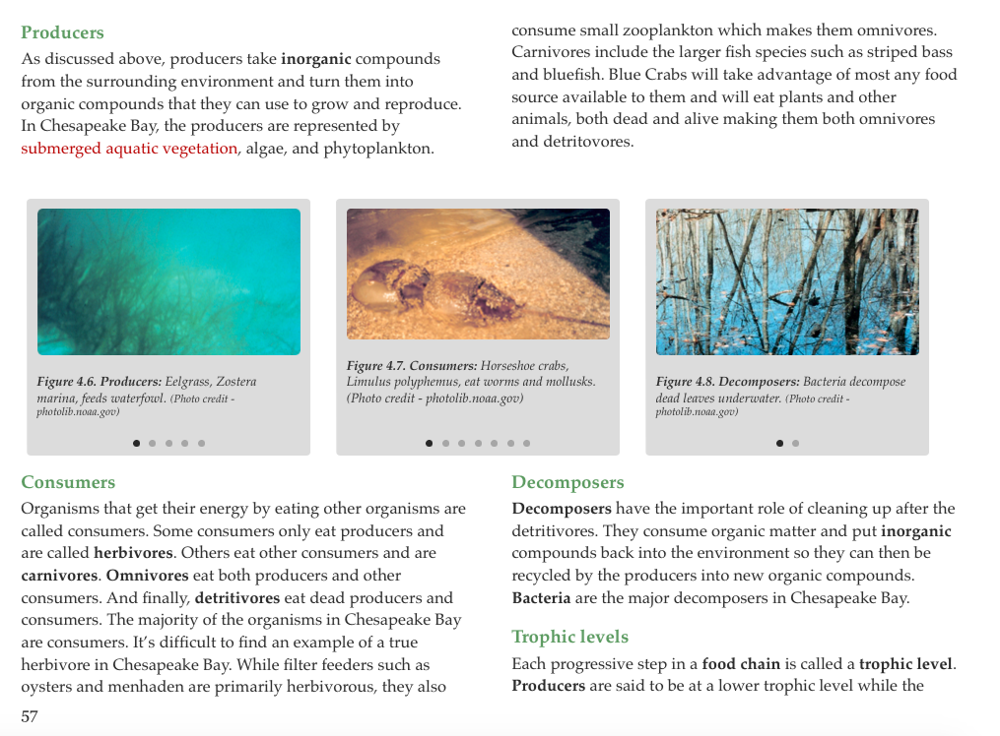 Producers
As discussed above, producers take inorganic compounds
from the surrounding environment and turn them into
organic compounds that they can use to grow and reproduce.
In Chesapeake Bay, the producers are represented by
submerged aquatic vegetation, algae, and phytoplankton.
Figure 4.6. Producers: Eelgrass, Zostera
marina, feeds waterfowl. (Photo credit -
photolib.noaa.gov)
Figure 4.7. Consumers: Horseshoe crabs,
Limulus polyphemus, eat worms and mollusks.
(Photo credit - photolib.noaa.gov)
Figure 4.8. Decomposers: Bacteria decompose
dead leaves underwater. (Photo credit -
photolib.noaa.gov)
Consumers
Organisms that get their energy by eating other organisms are
called consumers. Some consumers only eat producers and
are called herbivores. Others eat other consumers and are
carnivores. Omnivores eat both producers and other
consumers. And finally, detritivores eat dead producers and
consumers. The majority of the organisms in Chesapeake Bay
are consumers. It's difficult to find an example of a true
herbivore in Chesapeake Bay. While filter feeders such as
oysters and menhaden are primarily herbivorous, they also
consume small zooplankton which makes them omnivores.
Carnivores include the larger fish species such as striped bass
and bluefish. Blue Crabs will take advantage of most any food
source available to them and will eat plants and other
animals, both dead and alive making them both omnivores
and detritovores.
Decomposers
Decomposers have the important role of cleaning up after the
detritivores. They consume organic matter and put inorganic
compounds back into the environment so they can then be
recycled by the producers into new organic compounds.
Bacteria are the major decomposers in Chesapeake Bay.
Trophic levels
Each progressive step in a food chain is called a trophic level.
Producers are said to be at a lower trophic level while the
57